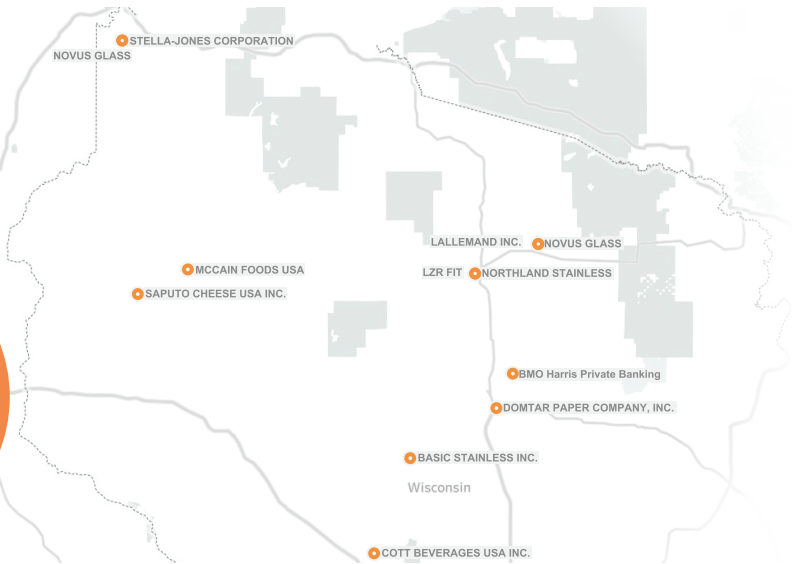 STELLA-JONES CORPORATION
NOVUS GLASS
LALLEMAND INC.
NOVUS GLASS
MCCAIN FOODS USA
LZR FIT
NORTHLAND STAINLESS
SAPUTO CHEESE USA INC.
BMO Harris Private Banking
DOMTAR PAPER COMPANY, INC.
BASIC STAINLESS INC.
Wisconsin
COTT BEVERAGES USA INC.